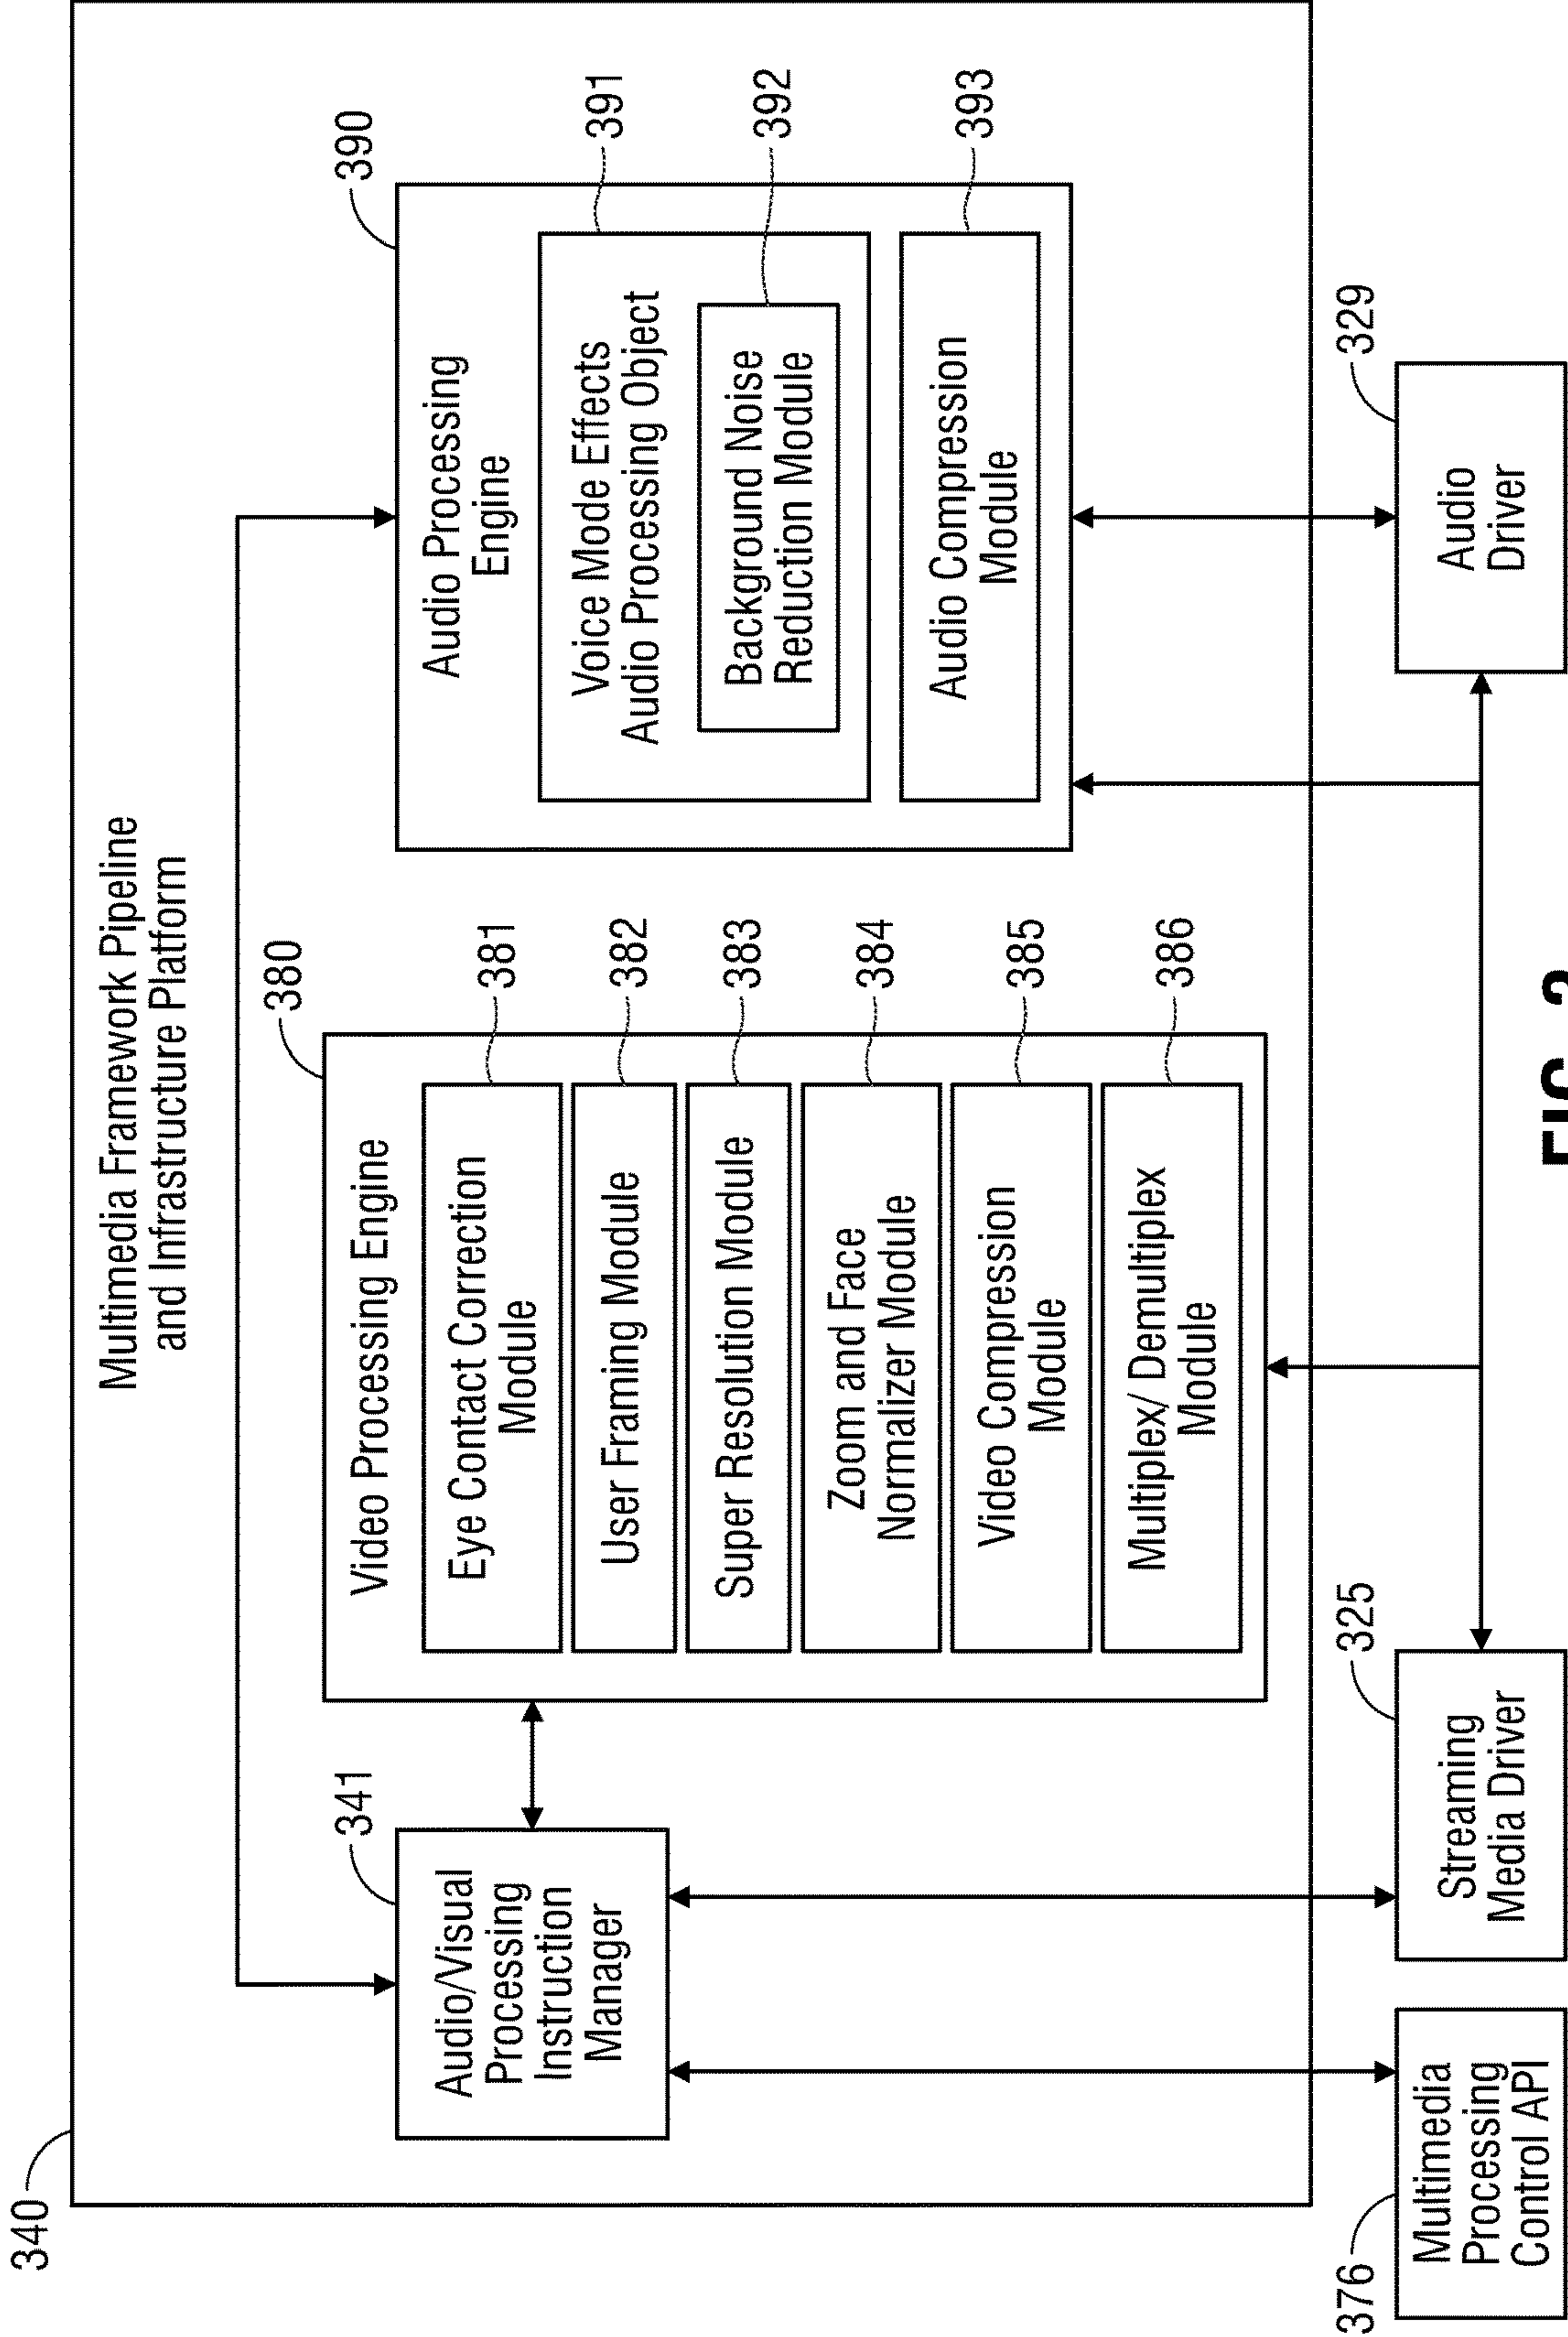 340
Multimedia Framework Pipeline
and Infrastructure Platform
341
Audio/Visual
Processing
Instruction
Manager
380
Video Processing Engine
Eye Contact Correction
Module
381
User Framing Module
382
Super Resolution Module
383
Zoom and Face
Normalizer Module
384
Video Compression
Module
385
Multiplex/ Demultiplex
Module
386
390
Audio Processing
Engine
Voice Mode Effects
Audio Processing Object
391
Background Noise
Reduction Module
392
Audio Compression
Module
393
376
Multimedia
Processing
Control API
325
Streaming
Media Driver
329
Audio
Driver
FIG.